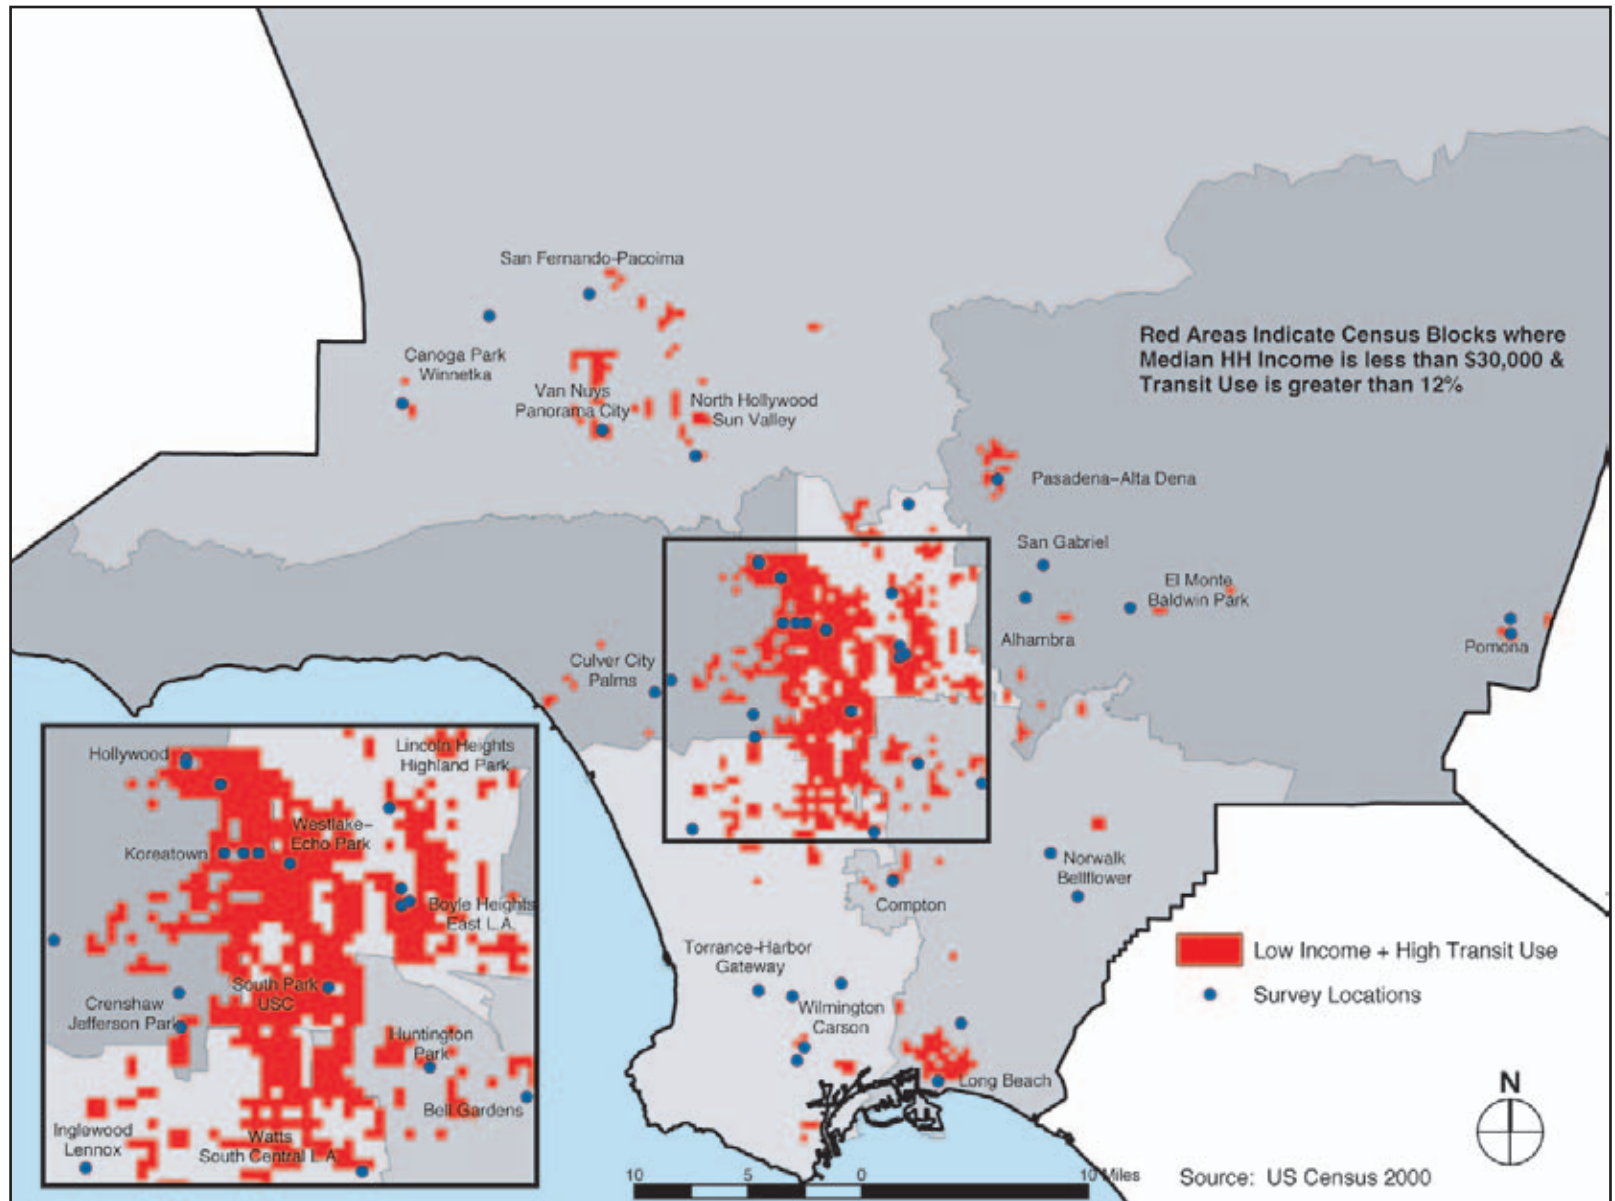 San Fernando-Pacoima
Canoga Park
Winnetka
Van Nuys
Panorama City
North Hollywood
Sun Valley
Red Areas Indicate Census Blocks where
Median HH Income is less than $30,000 &
Transit Use is greater than 12%
Pasadena-Alta Dena
San Gabriel
El Monte
Baldwin Park
Alhambra
Pomona
Culver City
Palms
Hollywood
Lincoln Heights
Highland Park
Westlake-
Echo Park
Koreatown
Boyle Heights
East L.A.
South Park
USC
Crenshaw
Jefferson Park
Huntington
Park
Bell Gardens
Inglewood
Lennox
Watts
South Central L.A.
Norwalk
Bellflower
Compton
Torrance-Harbor
Gateway
Wilmington
Carson
Long Beach
Low Income + High Transit Use
Survey Locations
N
10 5 0 10 Miles
Source: US Census 2000